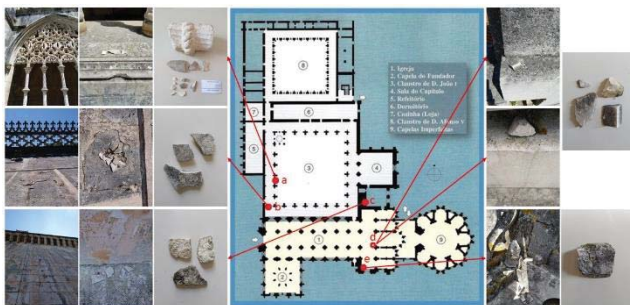 1. Igreja
2. Capela do Fundador
3. Claustro de D. João I
4. Sala do Capítulo
5. Refeitório
6. Dormitório
7. Cozinha (Loja)
8. Claustro de D. Afonso V
9. Capelas Imperfeitas
8
7
6
5
3
4
a
b
c
d
1
9
e
2